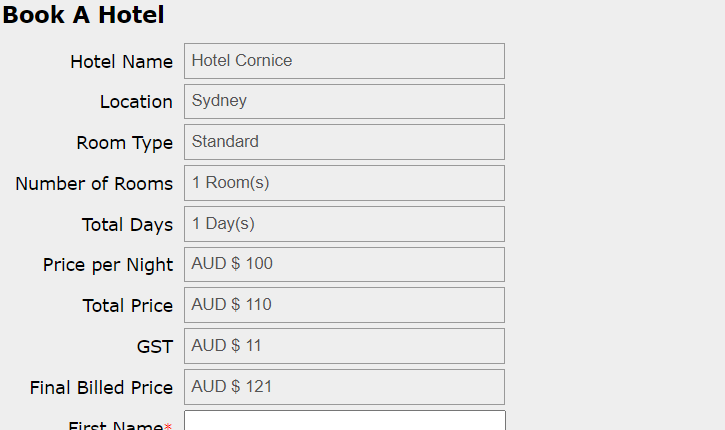 Book A Hotel
Hotel Name Hotel Cornice
Location Sydney
Room Type Standard
Number of Rooms 1 Room(s)
Total Days 1 Day(s)
Price per Night AUD $ 100
Total Price AUD $ 110
GST AUD $ 11
Final Billed Price AUD $ 121
First Name*